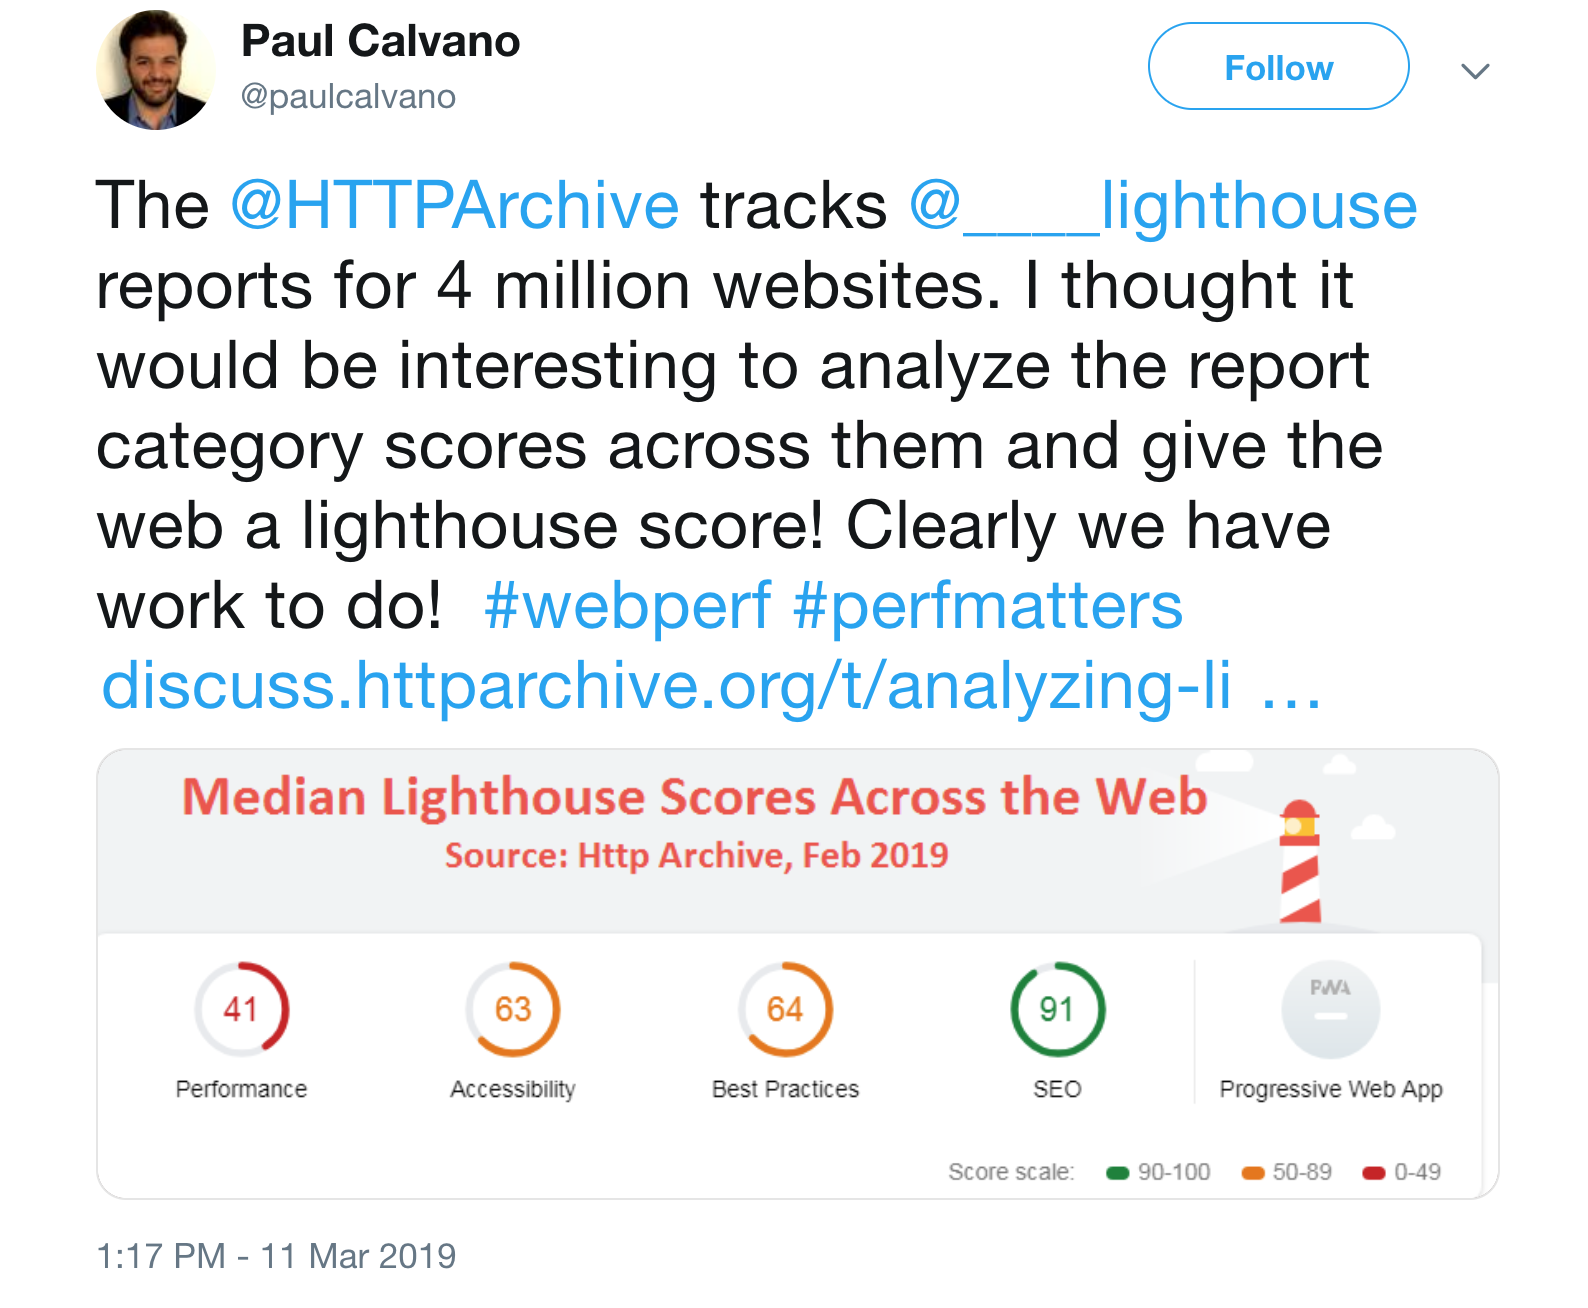 Paul Calvano
@paulcalvano
Follow
The @HTTPArchive tracks @____lighthouse
reports for 4 million websites. I thought it
would be interesting to analyze the report
category scores across them and give the
web a lighthouse score! Clearly we have
work to do!  #webperf #perfmatters
discuss.httparchive.org/t/analyzing-li …
Median Lighthouse Scores Across the Web
Source: Http Archive, Feb 2019
41 63 64 91 PWA
Performance Accessibility Best Practices SEO Progressive Web App
Score scale: 90-100 50-89 0-49
1:17 PM - 11 Mar 2019